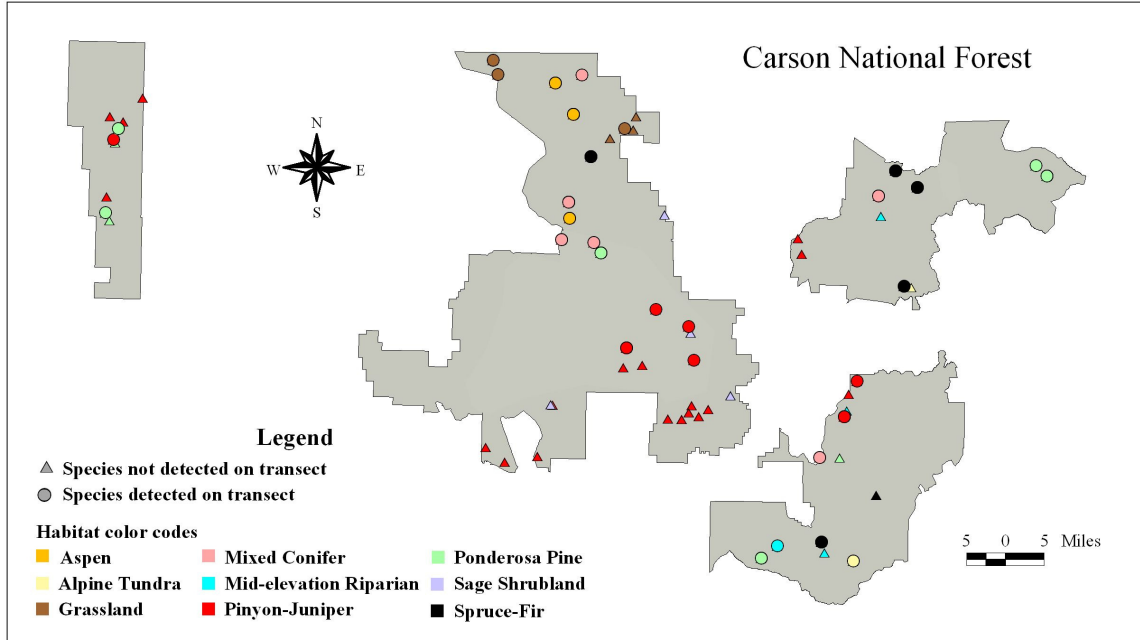 Carson National Forest
N
W E
S
Legend
Species not detected on transect
Species detected on transect
Habitat color codes
Aspen Mixed Conifer Ponderosa Pine
Alpine Tundra Mid-elevation Riparian Sage Shrubland
Grassland Pinyon-Juniper Spruce-Fir
5 0 5 Miles